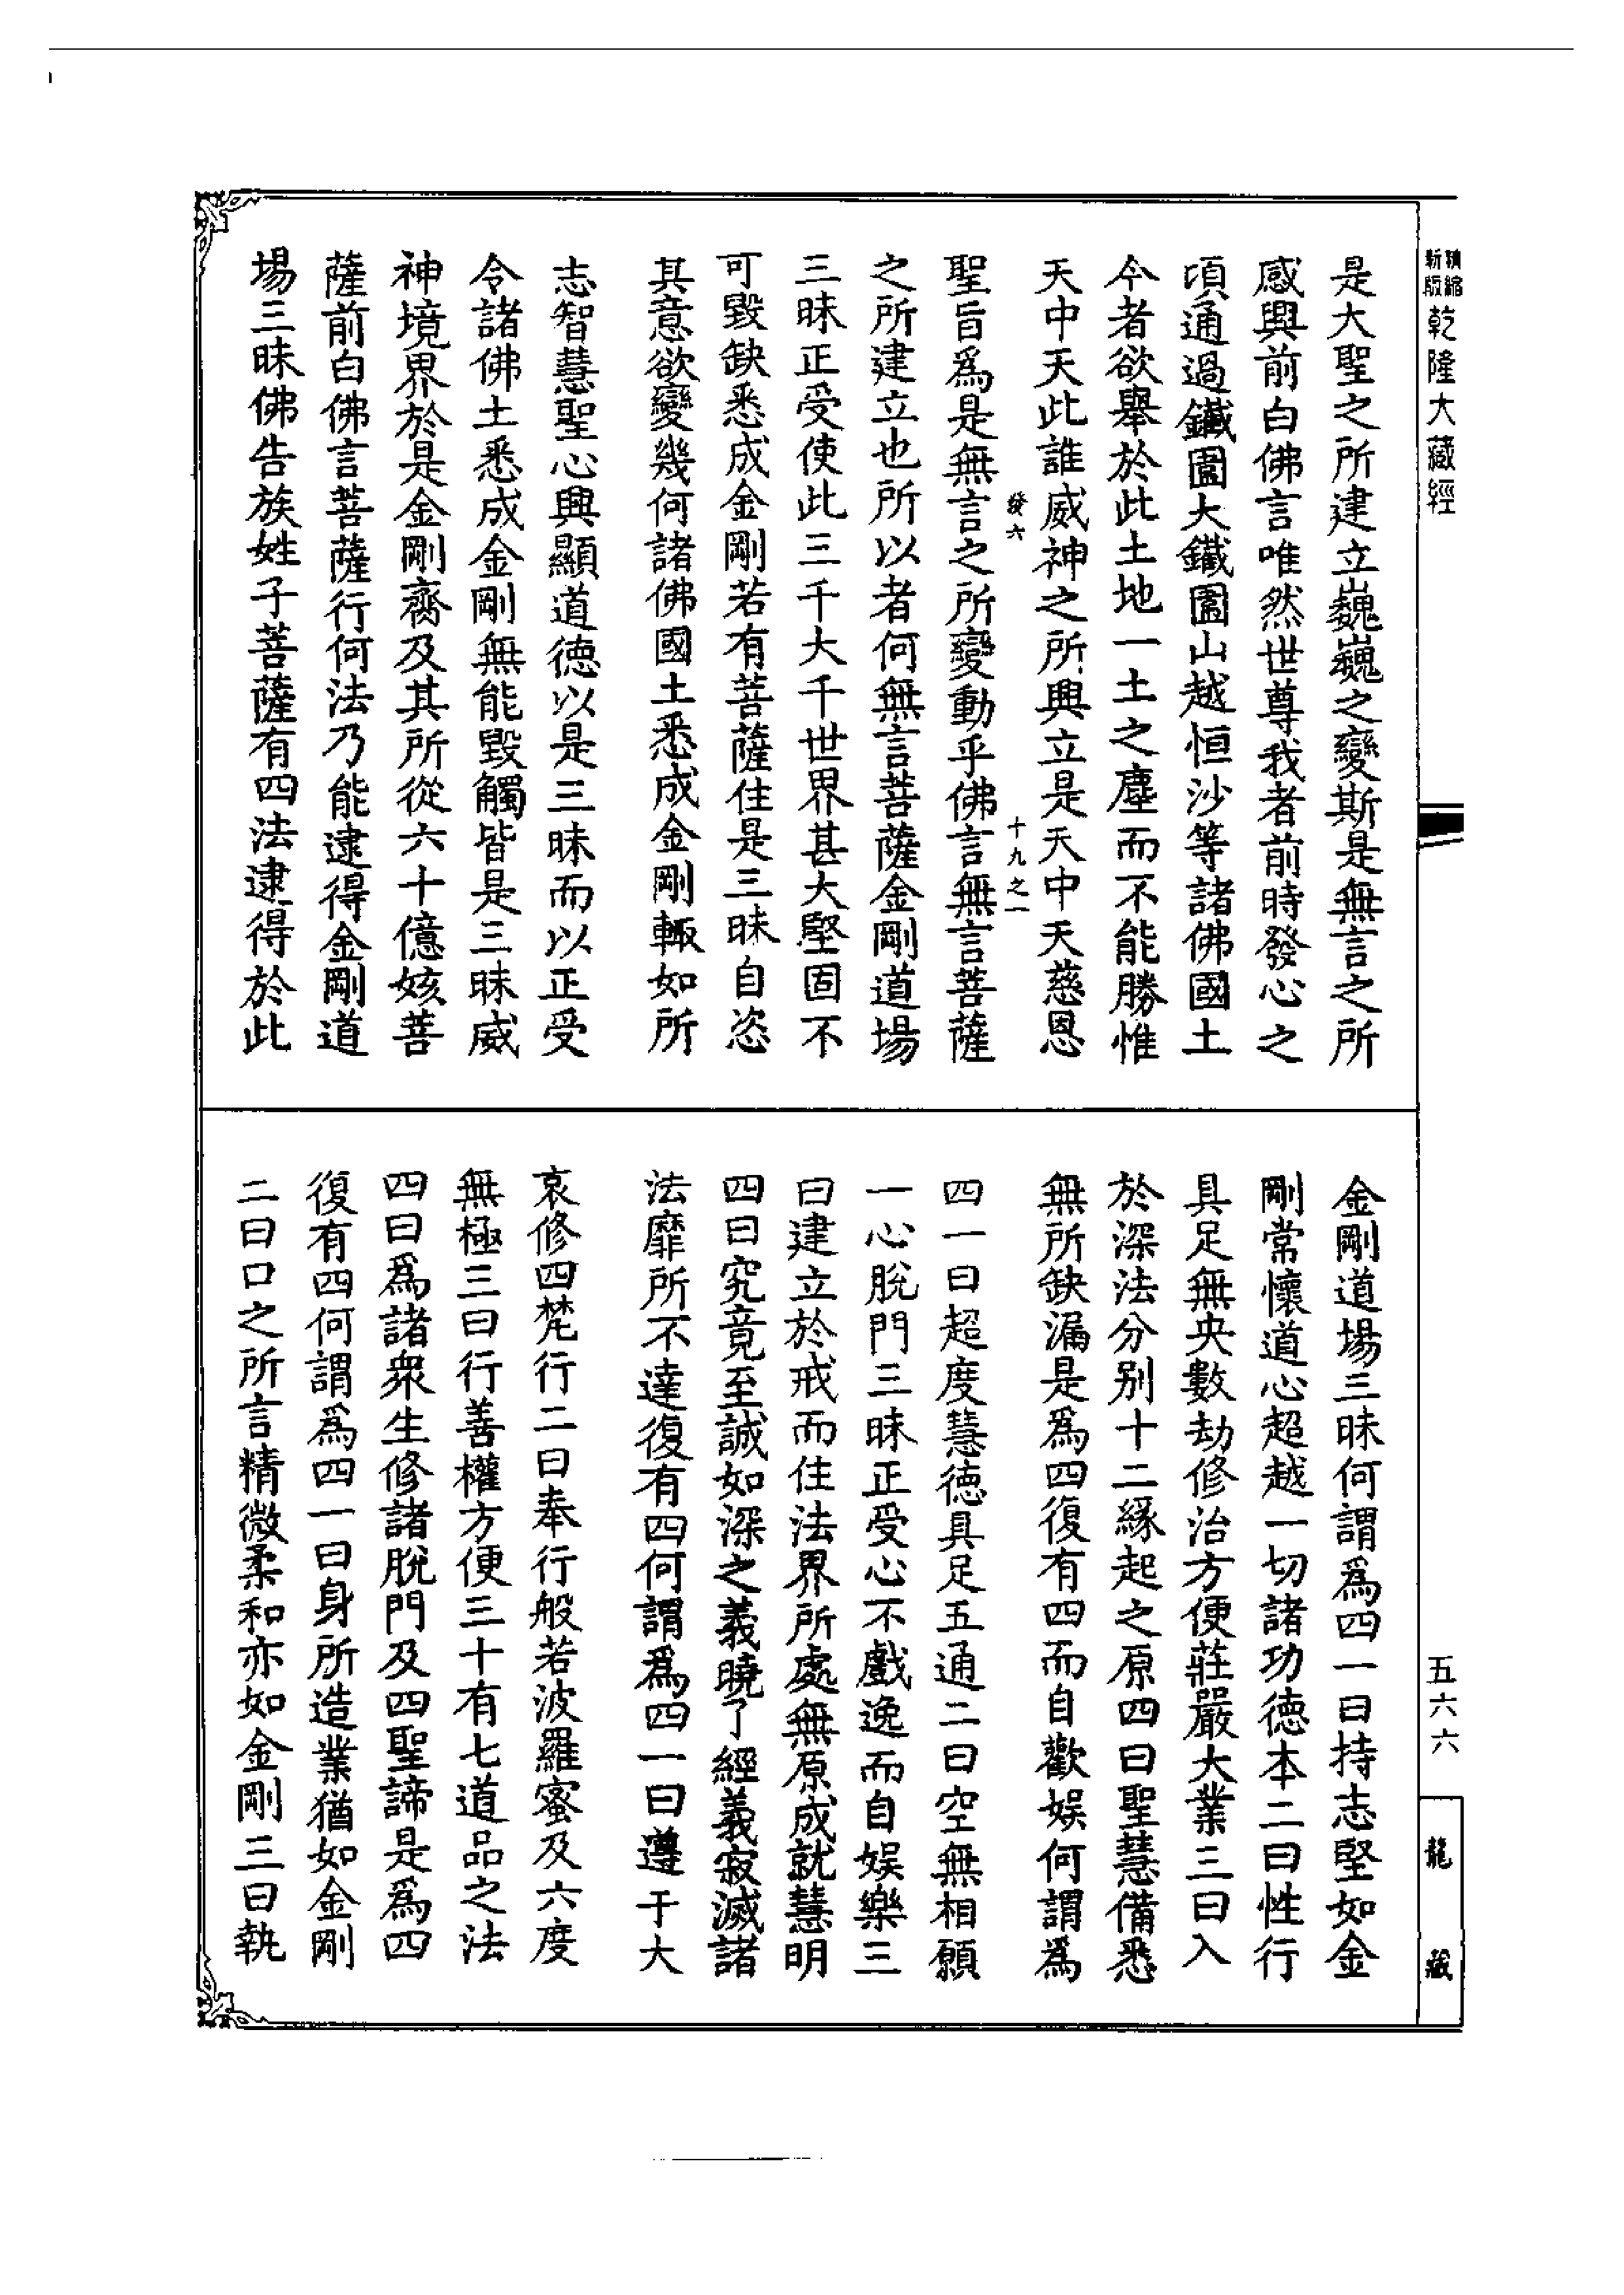 精縮新版乾隆大藏經
五六六
龍藏
是大聖之所建立巍巍之變斯是無言之所
感興前白佛言唯然世尊我者前時發心之
頃通過鐵圍大鐵圍山越恒沙等諸佛國土
今者欲舉於此土地一土之塵而不能勝惟
天中天此誰威神之所興立是天中天慈恩
發六 十九之一
聖旨爲是無言之所變動乎佛言無言菩薩
之所建立也所以者何無言菩薩金剛道場
三昧正受使此三千大千世界甚大堅固不
可毀缺悉成金剛若有菩薩住是三昧自恣
其意欲變幾何諸佛國土悉成金剛輙如所
志智慧聖心興顯道德以是三昧而以正受
令諸佛土悉成金剛無能毀觸皆是三昧威
神境界於是金剛齊及其所從六十億姟菩
薩前白佛言菩薩行何法乃能逮得金剛道
場三昧佛告族姓子菩薩有四法逮得於此
金剛道場三昧何謂爲四一曰持志堅如金
剛常懷道心超越一切諸功德本二曰性行
具足無央數劫修治方便莊嚴大業三曰入
於深法分别十二緣起之原四曰聖慧備悉
無所缺漏是爲四復有四而自歡娱何謂爲
四一曰超度慧德具足五通二曰空無相願
一心脫門三昧正受心不戲逸而自娱樂三
曰建立於戒而住法界所處無原成就慧明
四曰究竟至誠如深之義曉了經義寂滅諸
法靡所不達復有四何謂爲四一曰遵于大
哀修四梵行二曰奉行般若波羅蜜及六度
無極三曰行善權方便三十有七道品之法
四曰爲諸衆生修諸脫門及四聖諦是爲四
復有四何謂爲四一曰身所造業猶如金剛
二曰口之所言精微柔和亦如金剛三曰執